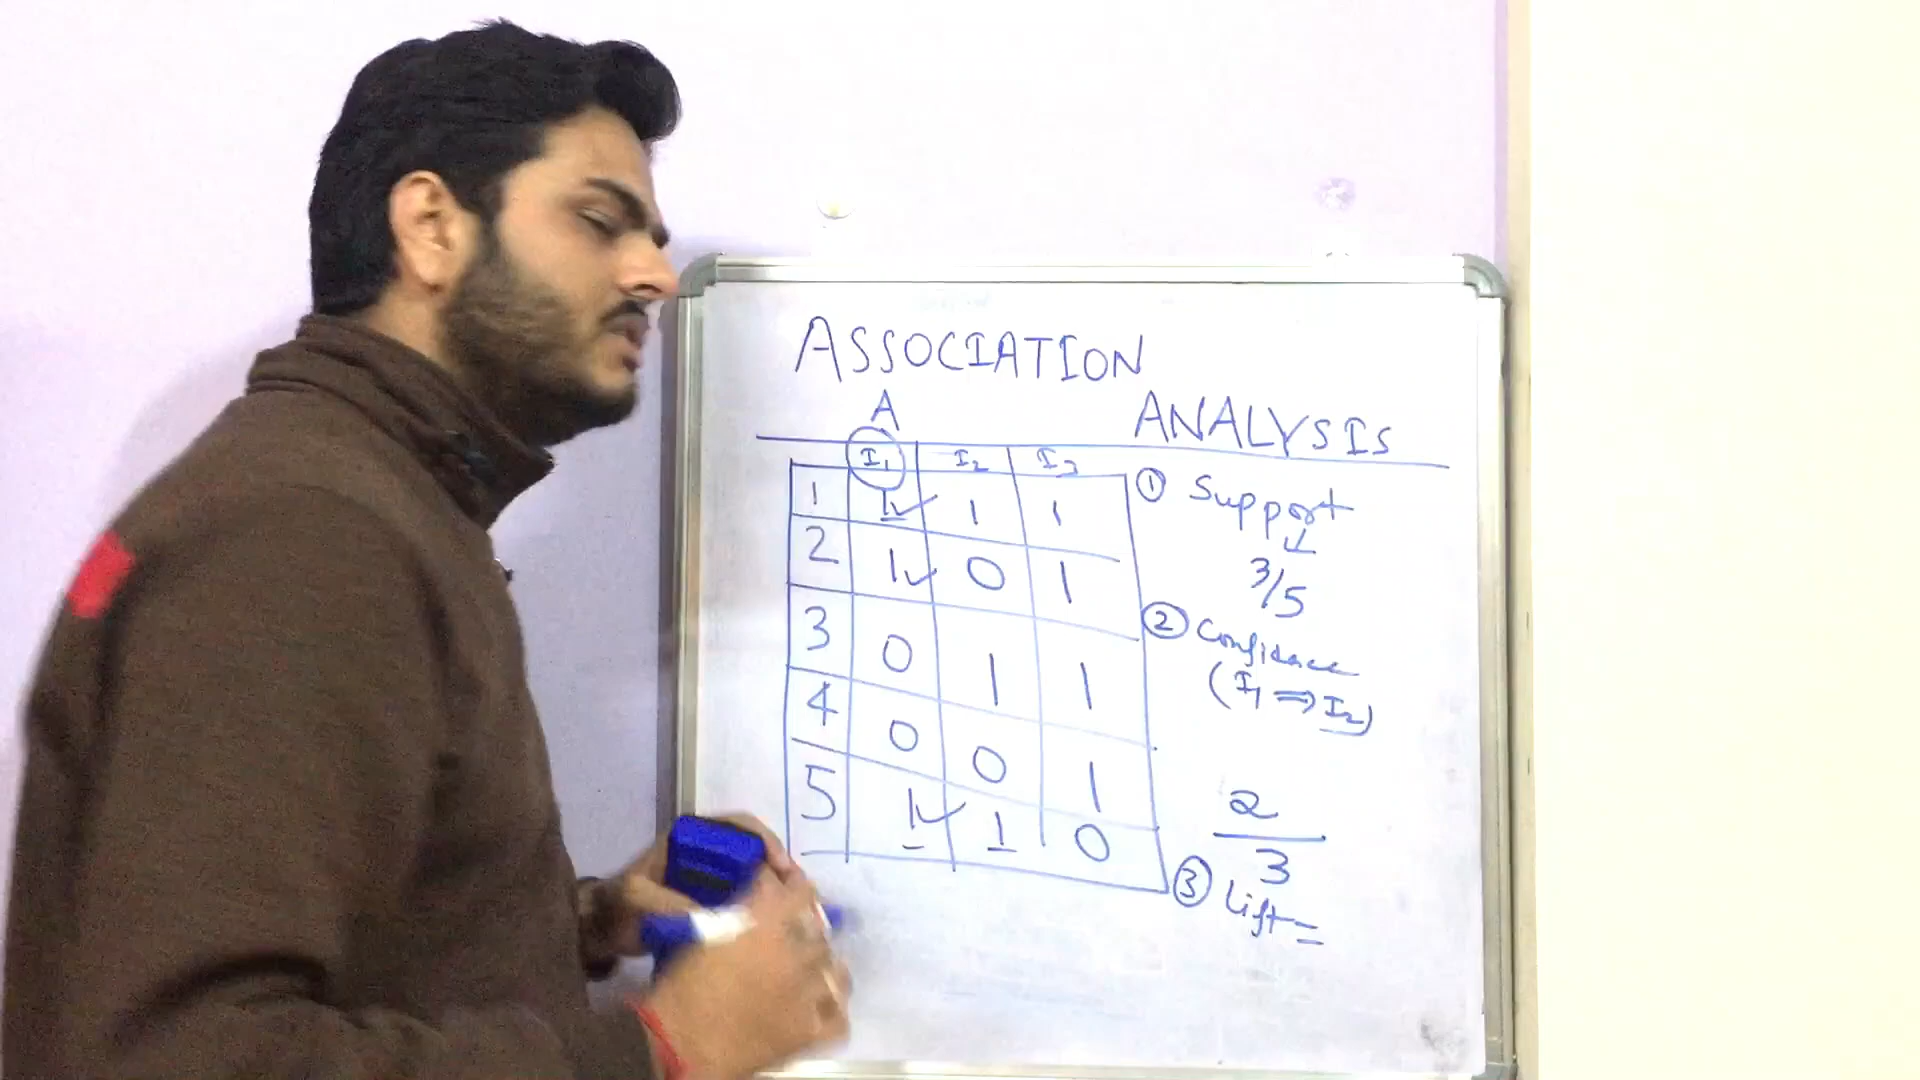 ASSOCIATION
ANALYSIS
A
I₁ I₂ I₃
1 1 1 1
2 1 0 1
3 0 1 1
4 0 0 1
5 1 1 0
① Support
3/5
② Confidence
(I₁ ⇒ I₂)
2
3
③ Lift =